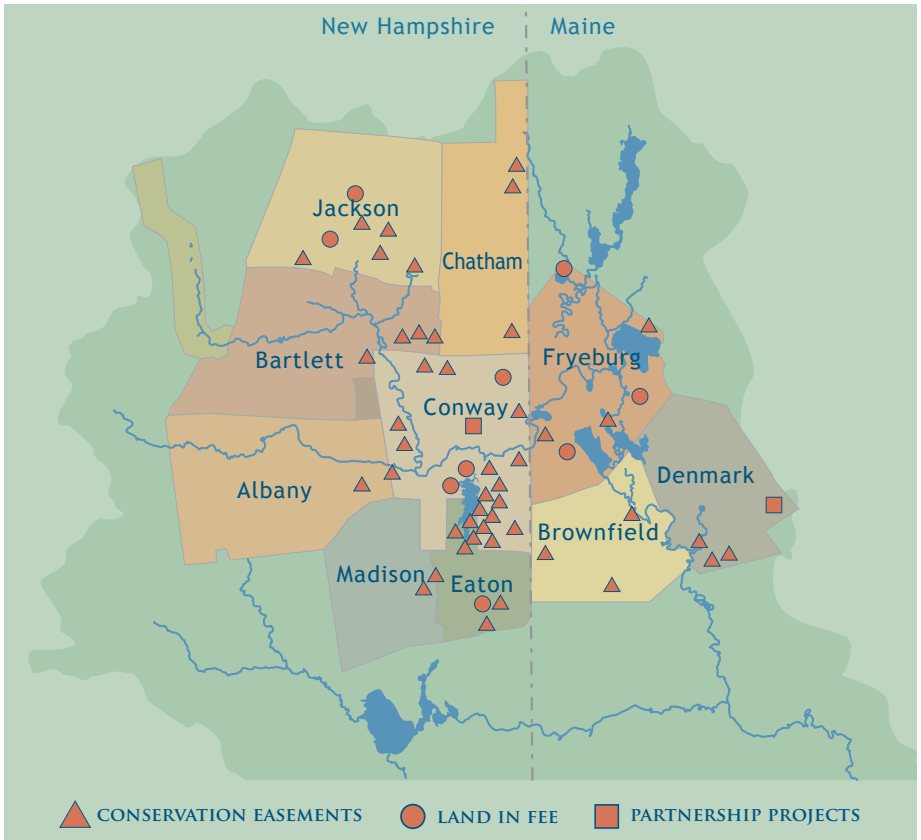 New Hampshire Maine
Jackson
Chatham
Bartlett
Fryeburg
Conway
Albany
Denmark
Brownfield
Madison
Eaton
CONSERVATION EASEMENTS LAND IN FEE PARTNERSHIP PROJECTS